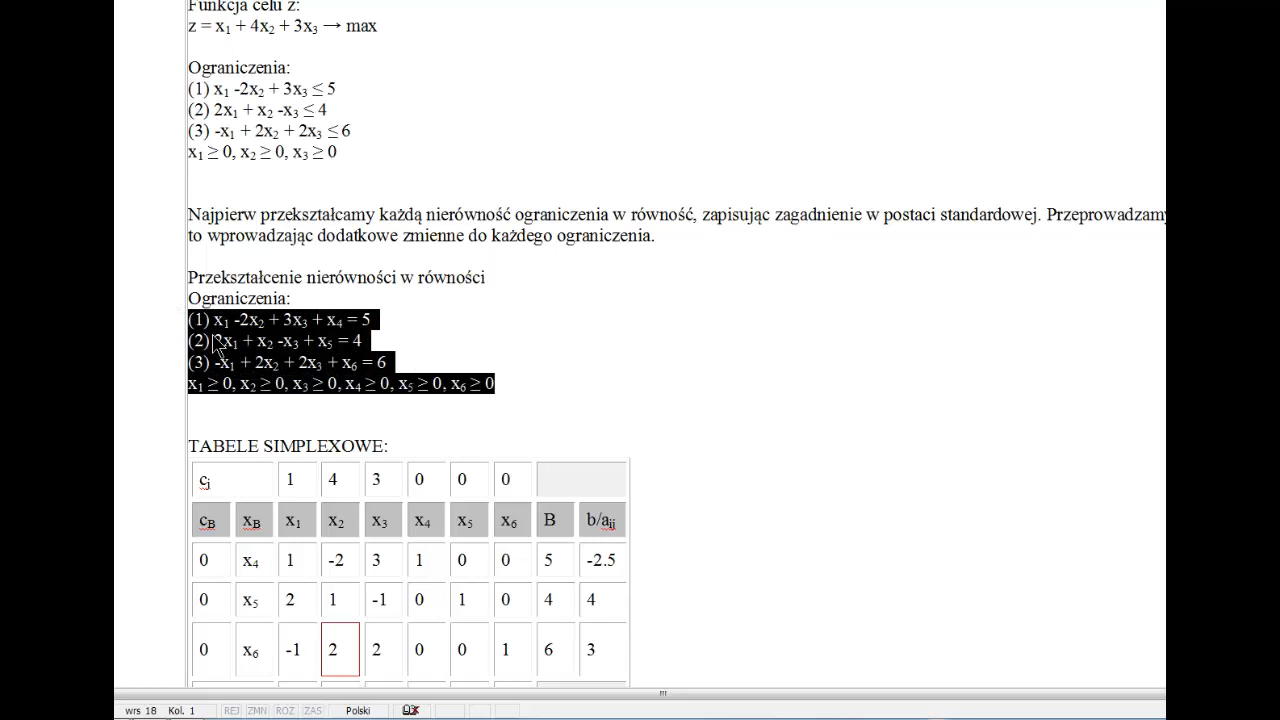 Funkcja celu z:
z = x₁ + 4x₂ + 3x₃ → max
Ograniczenia:
(1) x₁ -2x₂ + 3x₃ ≤ 5
(2) 2x₁ + x₂ -x₃ ≤ 4
(3) -x₁ + 2x₂ + 2x₃ ≤ 6
x₁ ≥ 0, x₂ ≥ 0, x₃ ≥ 0
Najpierw przekształcamy każdą nierówność ograniczenia w równość, zapisując zagadnienie w postaci standardowej. Przeprowadzamy
to wprowadzając dodatkowe zmienne do każdego ograniczenia.
Przekształcenie nierówności w równości
Ograniczenia:
(1) x₁ -2x₂ + 3x₃ + x₄ = 5
(2) 2x₁ + x₂ -x₃ + x₅ = 4
(3) -x₁ + 2x₂ + 2x₃ + x₆ = 6
x₁ ≥ 0, x₂ ≥ 0, x₃ ≥ 0, x₄ ≥ 0, x₅ ≥ 0, x₆ ≥ 0
TABELE SIMPLEXOWE:
cⱼ 1 4 3 0 0 0
c_B x_B x₁ x₂ x₃ x₄ x₅ x₆ B b/aᵢⱼ
0 x₄ 1 -2 3 1 0 0 5 -2.5
0 x₅ 2 1 -1 0 1 0 4 4
0 x₆ -1 2 2 0 0 1 6 3
wrs 18 Kol. 1 REJ ZMN ROZ ZAS Polski